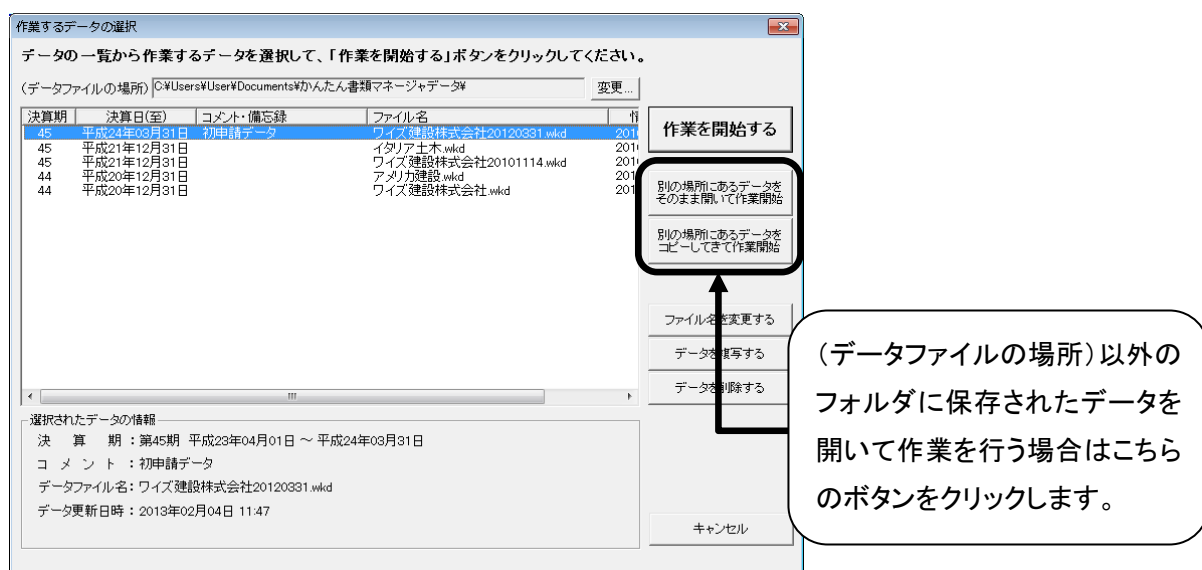 作業するデータの選択
データの一覧から作業するデータを選択して、「作業を開始する」ボタンをクリックしてください。
(データファイルの場所) C:¥Users¥User¥Documents¥かんたん書類マネージャデータ¥ 変更...
決算期 決算日(至) コメント・備忘録 ファイル名
45 平成24年03月31日 初申請データ ワイズ建設株式会社20120331.wkd 201
45 平成21年12月31日 イタリア土木.wkd 201
45 平成21年12月31日 ワイズ建設株式会社20101114.wkd 201
44 平成20年12月31日 アメリカ建設.wkd 201
44 平成20年12月31日 ワイズ建設株式会社.wkd 201
作業を開始する
別の場所にあるデータを
そのまま開いて作業開始
別の場所にあるデータを
コピーしてきて作業開始
ファイル名を変更する
データを複写する
データを削除する
キャンセル
選択されたデータの情報
決 算 期:第45期 平成23年04月01日 ~ 平成24年03月31日
コ メ ン ト :初申請データ
データファイル名:ワイズ建設株式会社20120331.wkd
データ更新日時:2013年02月04日 11:47
(データファイルの場所)以外の
フォルダに保存されたデータを
開いて作業を行う場合はこちら
のボタンをクリックします。